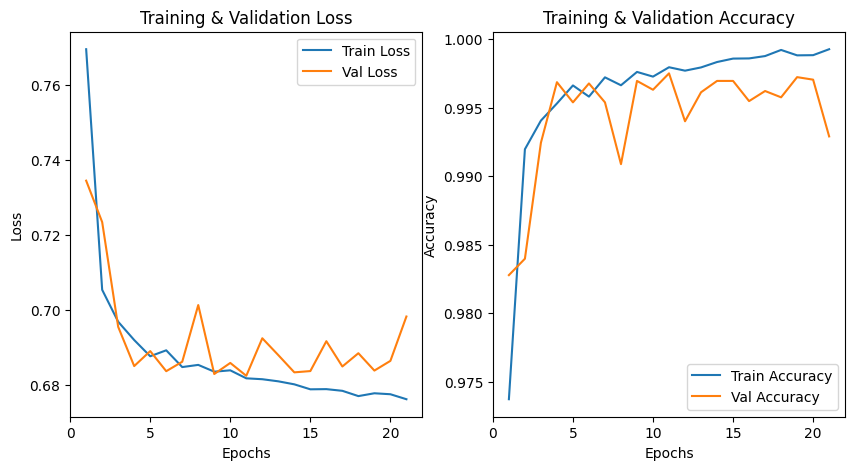 Training & Validation Loss
Train Loss
Val Loss
0.76
0.74
0.72
0.70
0.68
Loss
0
5
10
15
20
Epochs
Training & Validation Accuracy
1.000
0.995
0.990
0.985
0.980
0.975
Accuracy
Train Accuracy
Val Accuracy
0
5
10
15
20
Epochs